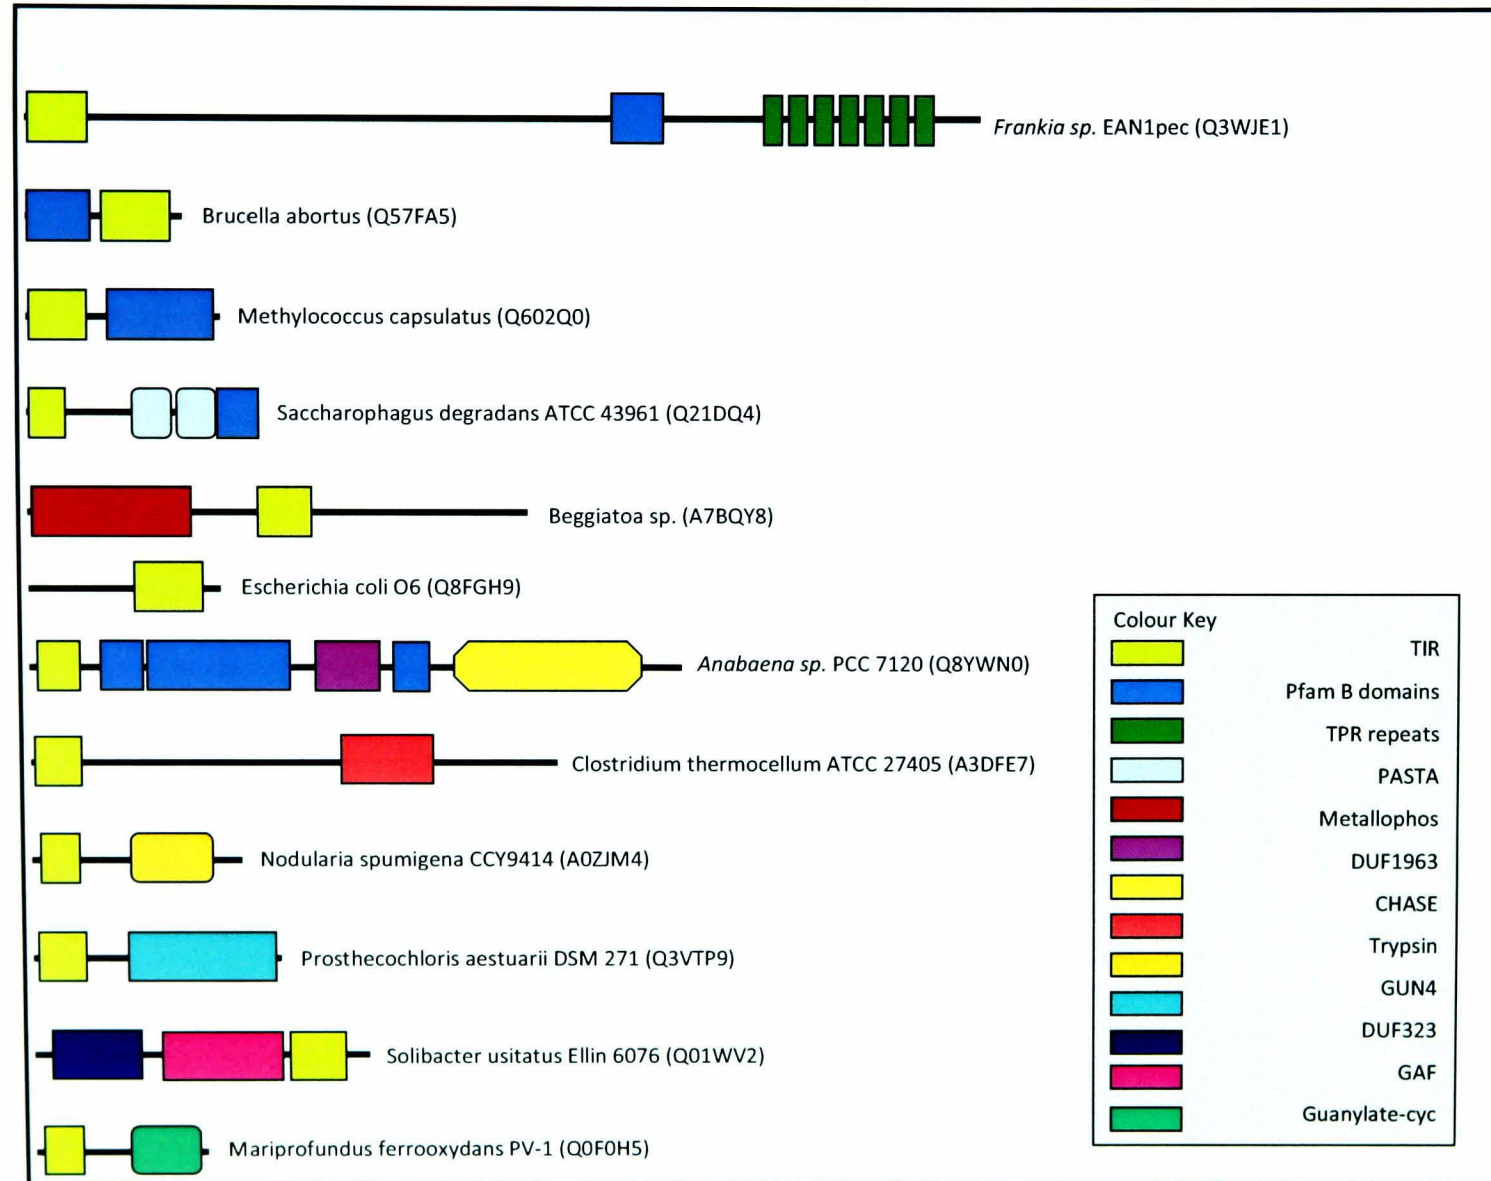 Frankia sp. EAN1pec (Q3WJE1)
Brucella abortus (Q57FA5)
Methylococcus capsulatus (Q602Q0)
Saccharophagus degradans ATCC 43961 (Q21DQ4)
Beggiatoa sp. (A7BQY8)
Escherichia coli O6 (Q8FGH9)
Anabaena sp. PCC 7120 (Q8YWN0)
Clostridium thermocellum ATCC 27405 (A3DFE7)
Nodularia spumigena CCY9414 (A0ZJM4)
Prosthecochloris aestuarii DSM 271 (Q3VTP9)
Solibacter usitatus Ellin 6076 (Q01WV2)
Mariprofundus ferrooxydans PV-1 (Q0F0H5)
Colour Key
TIR
Pfam B domains
TPR repeats
PASTA
Metallophos
DUF1963
CHASE
Trypsin
GUN4
DUF323
GAF
Guanylate-cyc